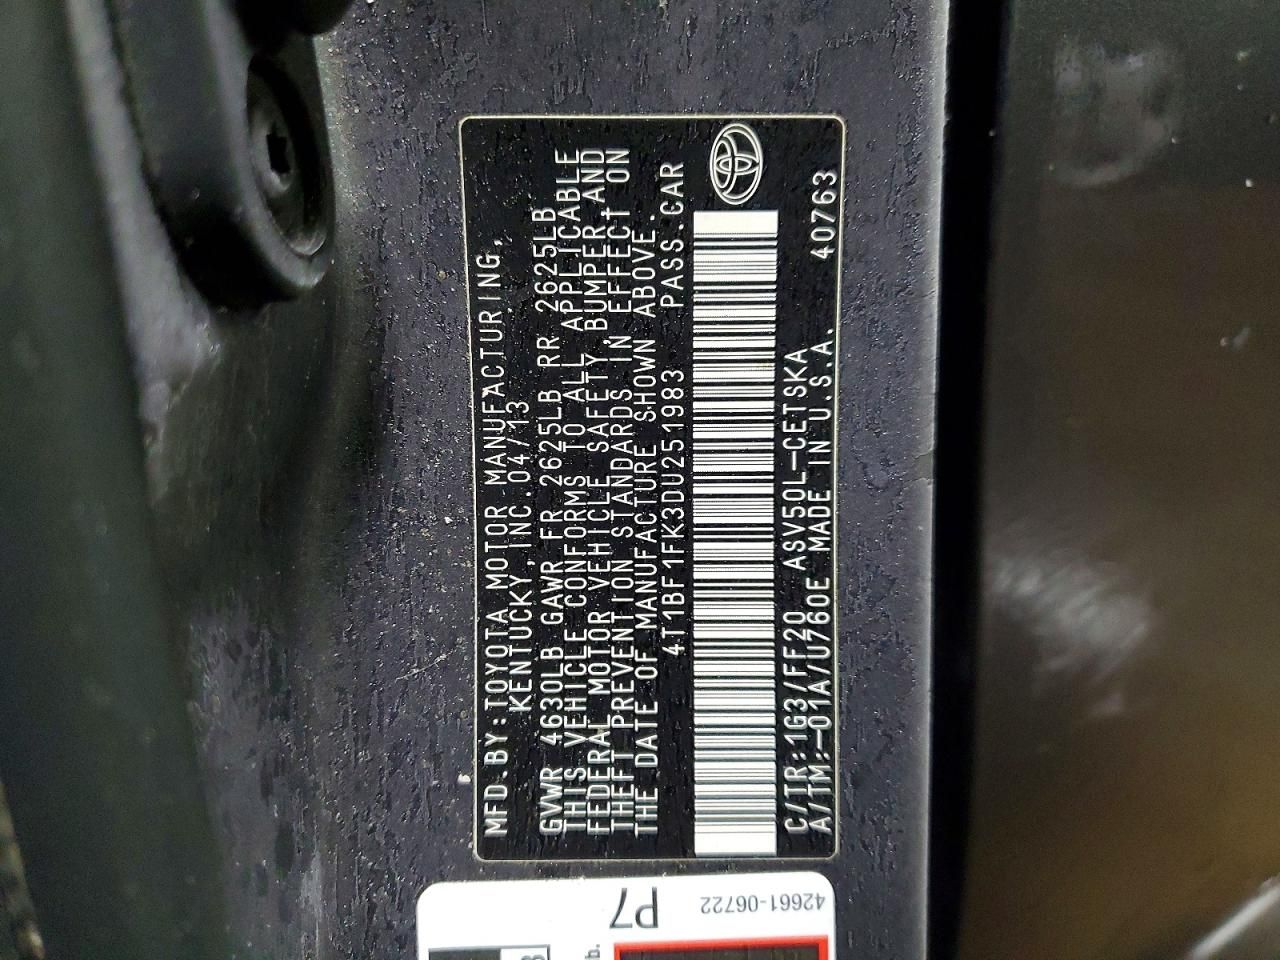 MFD.BY:TOYOTA MOTOR MANUFACTURING,
KENTUCKY,INC.04/13
GVWR 4630LB GAWR FR 2625LB RR 2625LB
THIS VEHICLE CONFORMS TO ALL APPLICABLE
FEDERAL MOTOR VEHICLE SAFETY,BUMPER AND
THEFT PREVENTION STANDARDS IN EFFECT ON
THE DATE OF MANUFACTURE SHOWN ABOVE.
4T1BF1FK3DU251983 PASS.CAR
C/TR:1G3/FF20 ASV50L-CETSKA
A/TM:-01A/U760E MADE IN U.S.A. 40763
P7
42661-06722